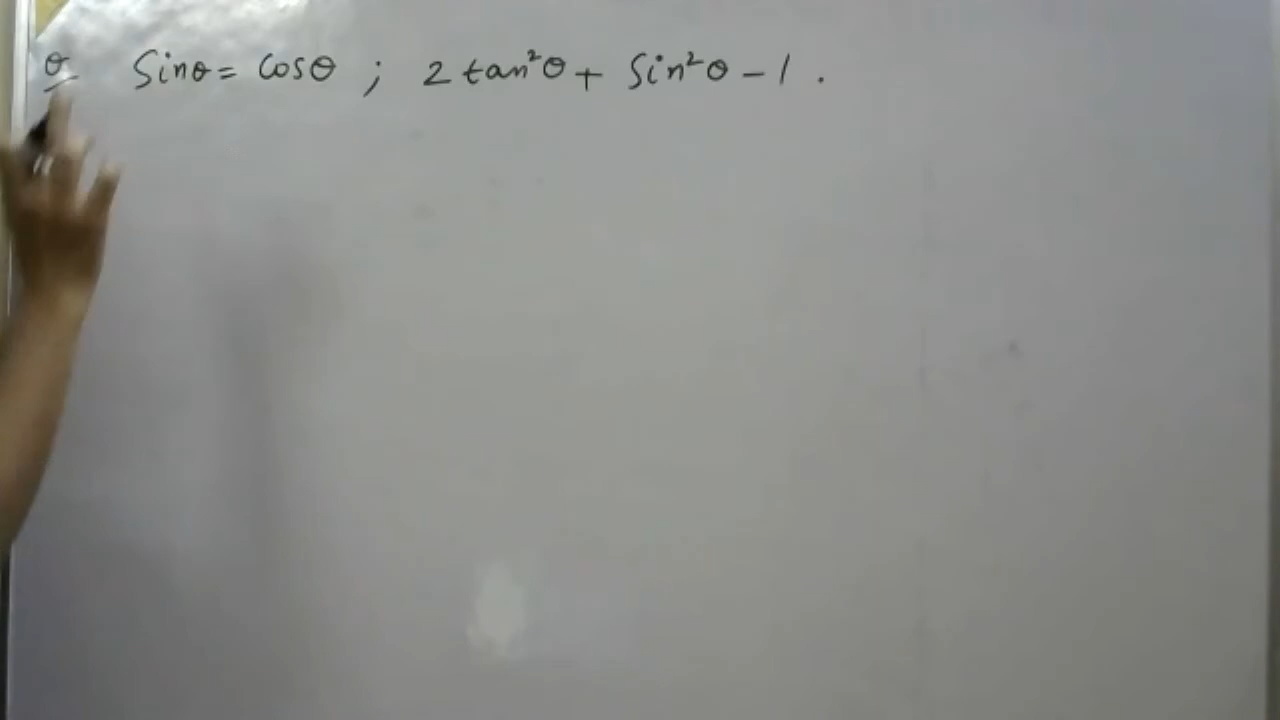 Q Sinθ = Cosθ ; 2 tan²θ + Sin²θ - 1 .